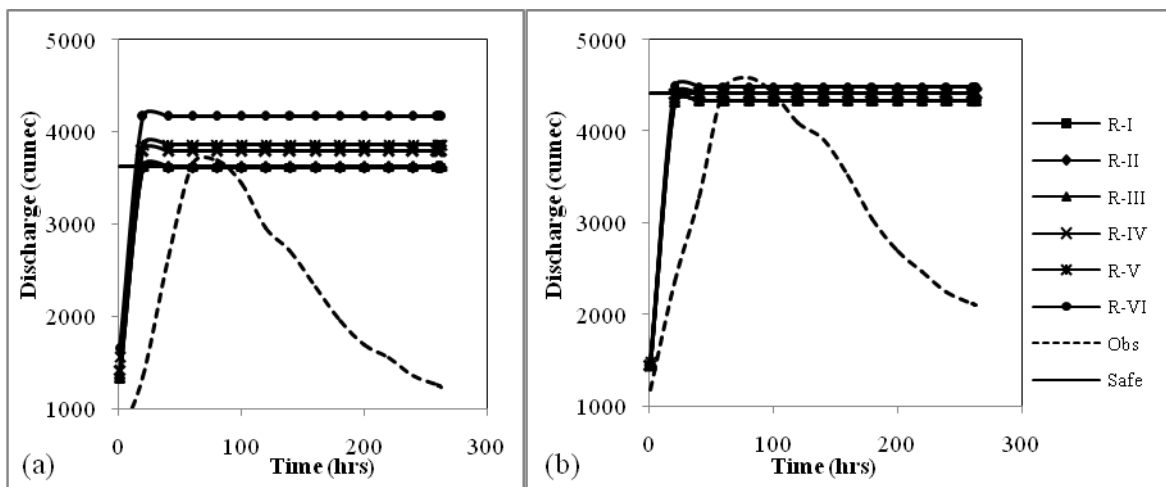 5000
4000
3000
2000
1000
Discharge (cumec)
0
100
200
300
Time (hrs)
(a)
5000
4000
3000
2000
1000
Discharge (cumec)
0
100
200
300
Time (hrs)
(b)
R-I
R-II
R-III
R-IV
R-V
R-VI
Obs
Safe